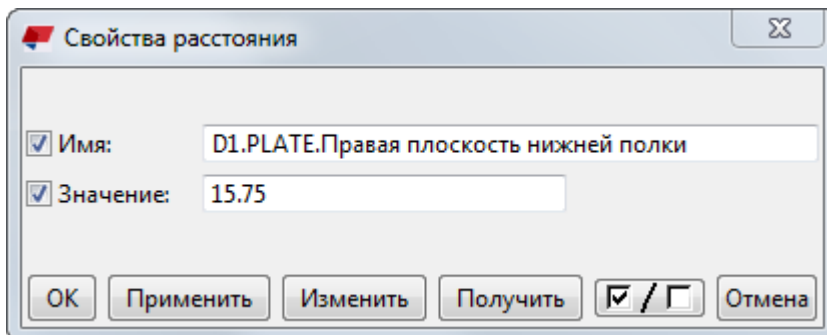 Свойства расстояния
Имя: D1.PLATE.Правая плоскость нижней полки
Значение: 15.75
OK Применить Изменить Получить / Отмена